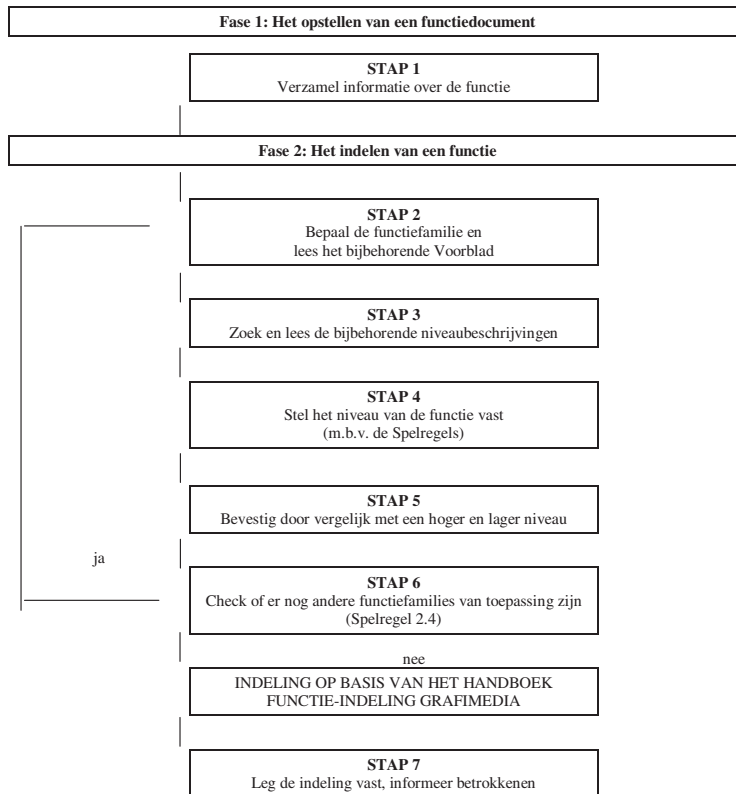 Fase 1: Het opstellen van een functiedocument
STAP 1
Verzamel informatie over de functie
Fase 2: Het indelen van een functie
STAP 2
Bepaal de functiefamilie en
lees het bijbehorende Voorblad
STAP 3
Zoek en lees de bijbehorende niveaubeschrijvingen
STAP 4
Stel het niveau van de functie vast
(m.b.v. de Spelregels)
STAP 5
Bevestig door vergelijk met een hoger en lager niveau
ja
STAP 6
Check of er nog andere functiefamilies van toepassing zijn
(Spelregel 2.4)
nee
INDELING OP BASIS VAN HET HANDBOEK
FUNCTIE-INDELING GRAFIMEDIA
STAP 7
Leg de indeling vast, informeer betrokkenen